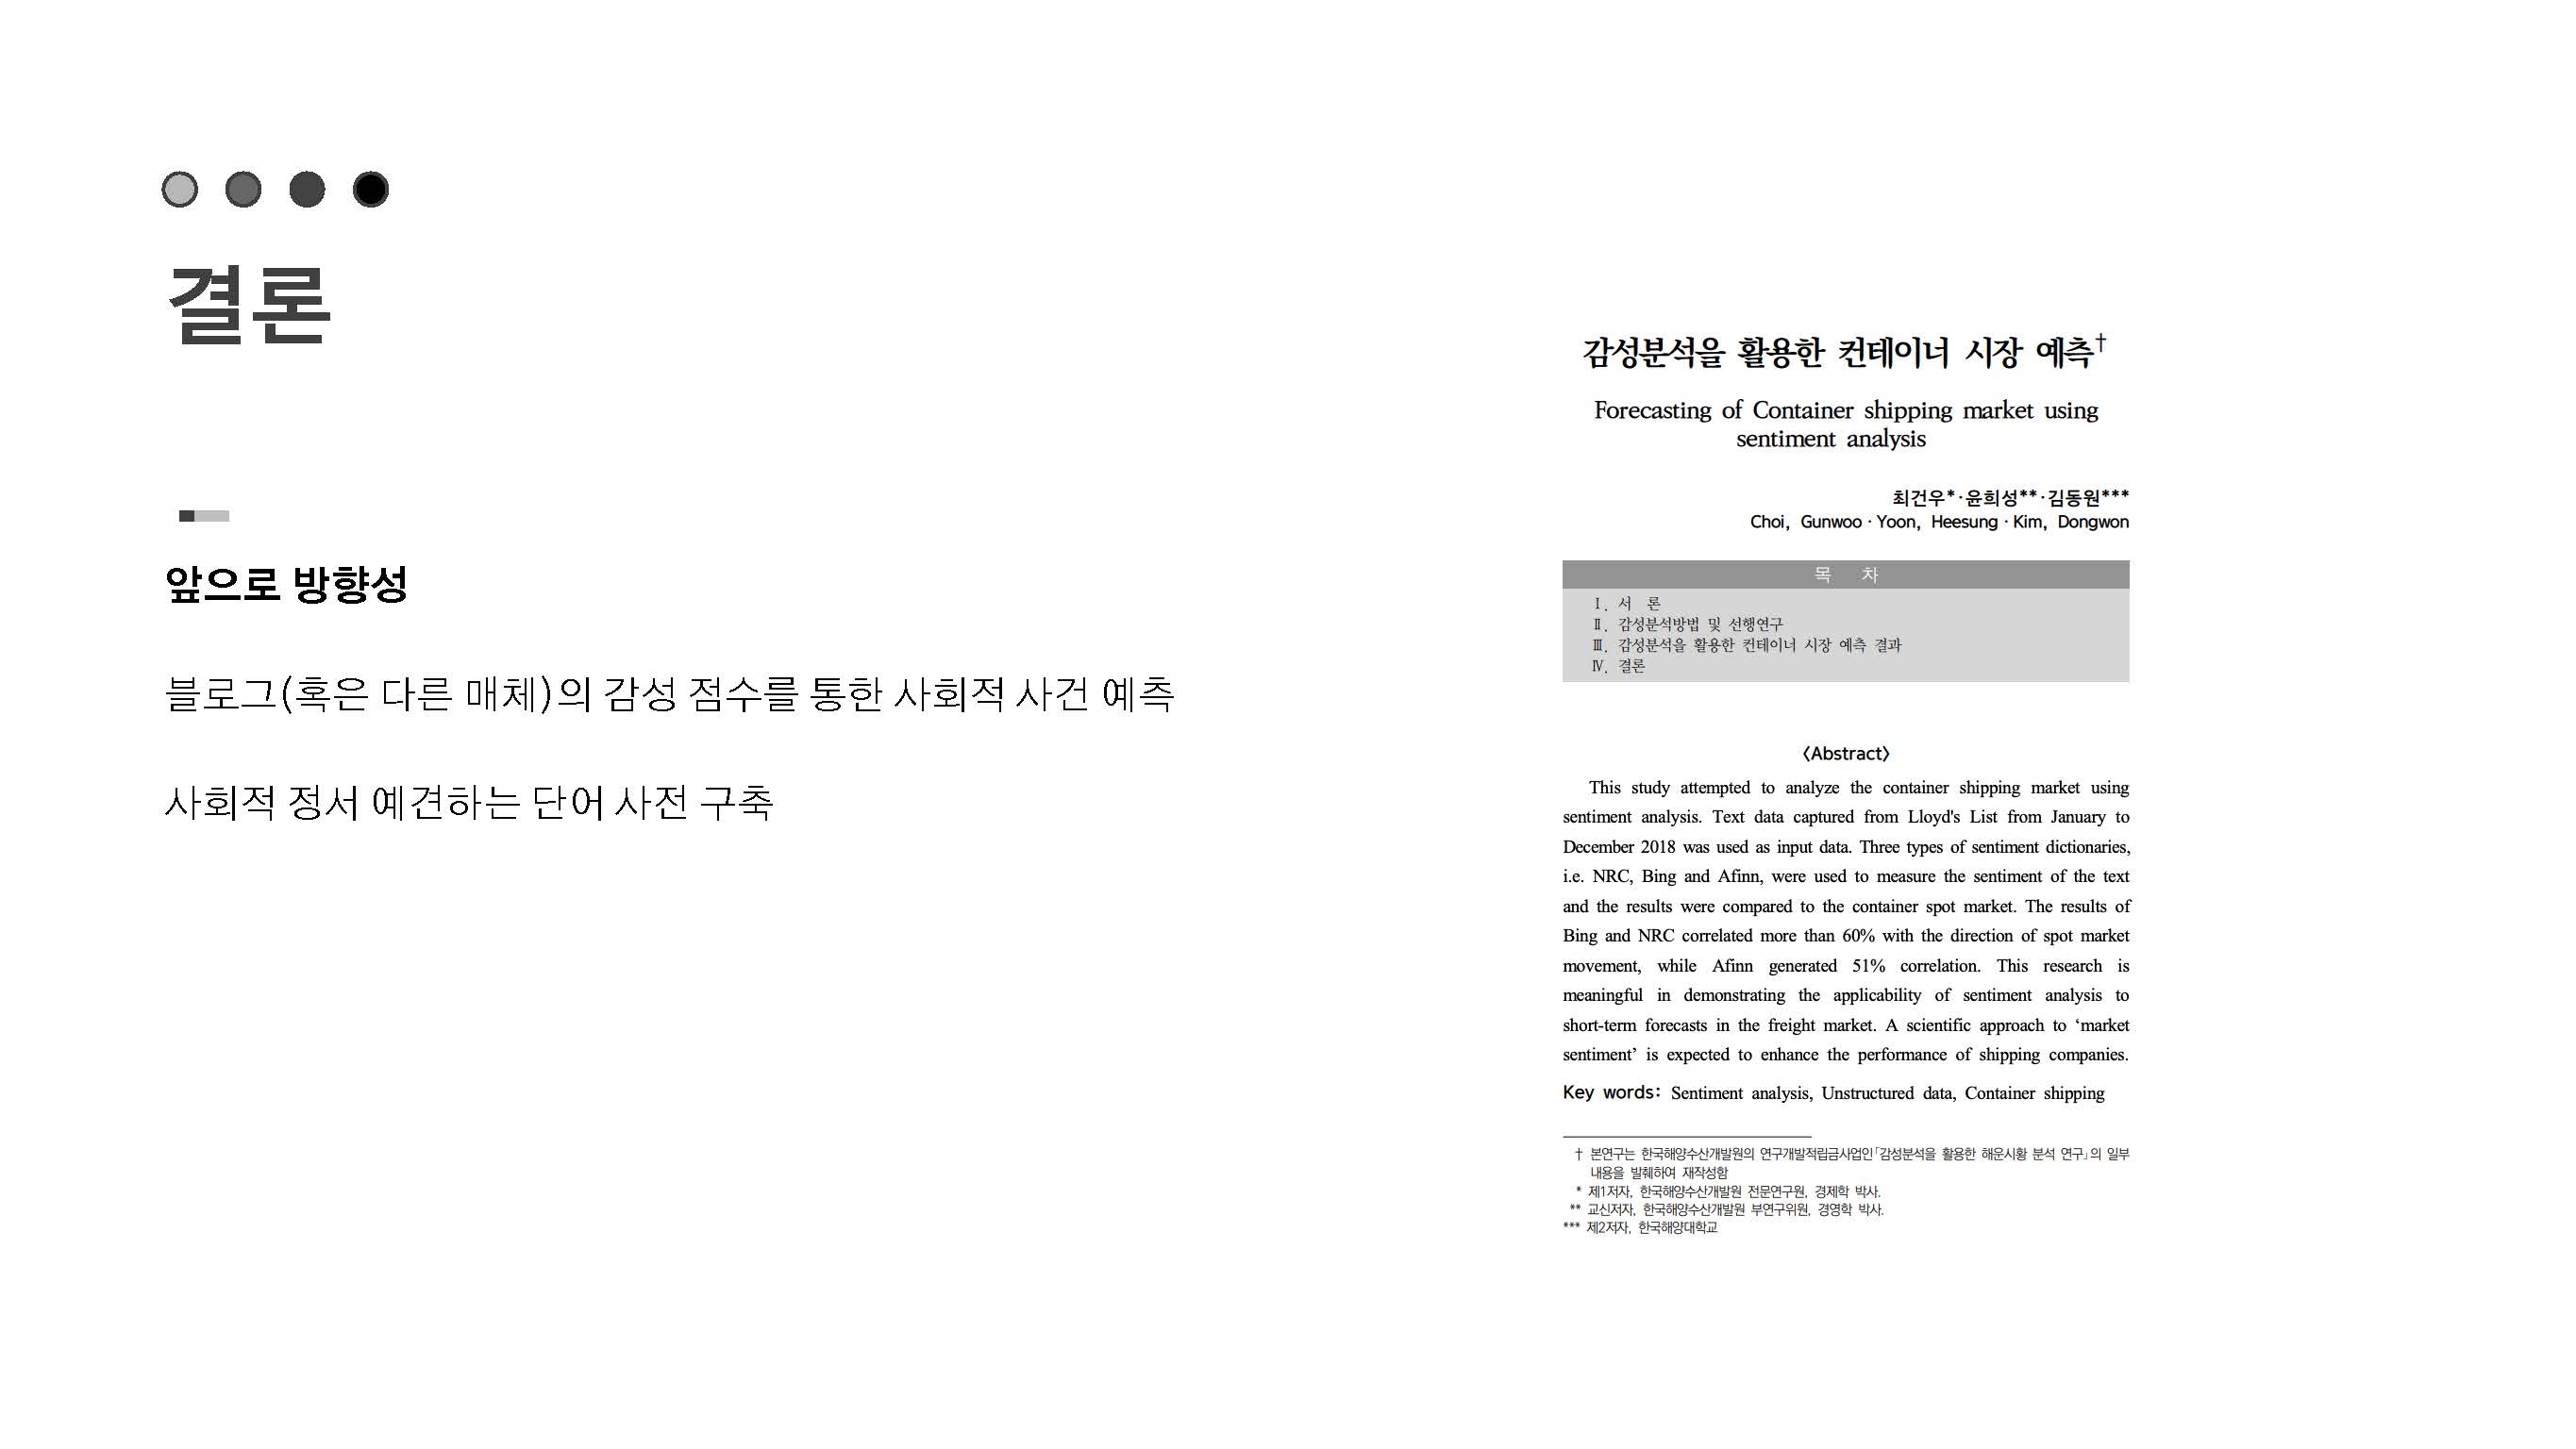 결론
앞으로 방향성
블로그(혹은 다른 매체)의 감성 점수를 통한 사회적 사건 예측
사회적 정서 예견하는 단어 사전 구축
감성분석을 활용한 컨테이너 시장 예측†
Forecasting of Container shipping market using
sentiment analysis
최건우*·윤희성**·김동원***
Choi, Gunwoo·Yoon, Heesung·Kim, Dongwon
목 차
Ⅰ. 서 론
Ⅱ. 감성분석방법 및 선행연구
Ⅲ. 감성분석을 활용한 컨테이너 시장 예측 결과
Ⅳ. 결론
〈Abstract〉
This study attempted to analyze the container shipping market using
sentiment analysis. Text data captured from Lloyd's List from January to
December 2018 was used as input data. Three types of sentiment dictionaries,
i.e. NRC, Bing and Afinn, were used to measure the sentiment of the text
and the results were compared to the container spot market. The results of
Bing and NRC correlated more than 60% with the direction of spot market
movement, while Afinn generated 51% correlation. This research is
meaningful in demonstrating the applicability of sentiment analysis to
short-term forecasts in the freight market. A scientific approach to ‘market
sentiment’ is expected to enhance the performance of shipping companies.
Key words: Sentiment analysis, Unstructured data, Container shipping
† 본연구는 한국해양수산개발원의 연구개발적립금사업인「감성분석을 활용한 해운시황 분석 연구」의 일부
내용을 발췌하여 재작성함
* 제1저자, 한국해양수산개발원 전문연구원, 경제학 박사.
** 교신저자, 한국해양수산개발원 부연구위원, 경영학 박사.
*** 제2저자, 한국해양대학교